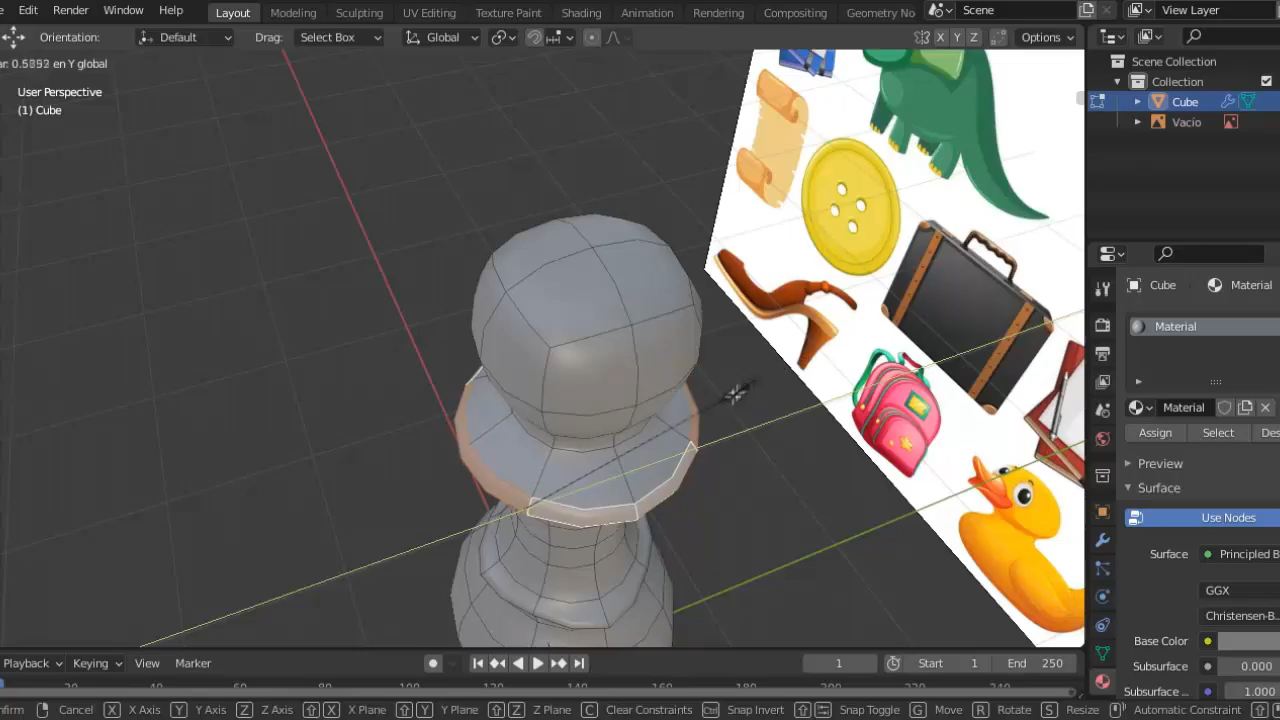 Edit Render Window Help Layout Modeling Sculpting UV Editing Texture Paint Shading Animation Rendering Compositing Geometry No Scene View Layer
Orientation: Default Drag: Select Box Global X Y Z Options
en Y global
User Perspective
(1) Cube
Scene Collection
Collection
Cube
Vacío
Cube Material
Material
Material
Assign Select Des
Preview
Surface
Use Nodes
Surface Principled B
GGX
Christensen-B
Base Color
Subsurface 0.000
Subsurface ... 1.000
Playback Keying View Marker 1 Start 1 End 250
Cancel X X Axis Y Y Axis Z Z Axis X X Plane Y Y Plane Z Z Plane C Clear Constraints Ctrl Snap Invert Snap Toggle G Move R Rotate S Resize Automatic Constraint